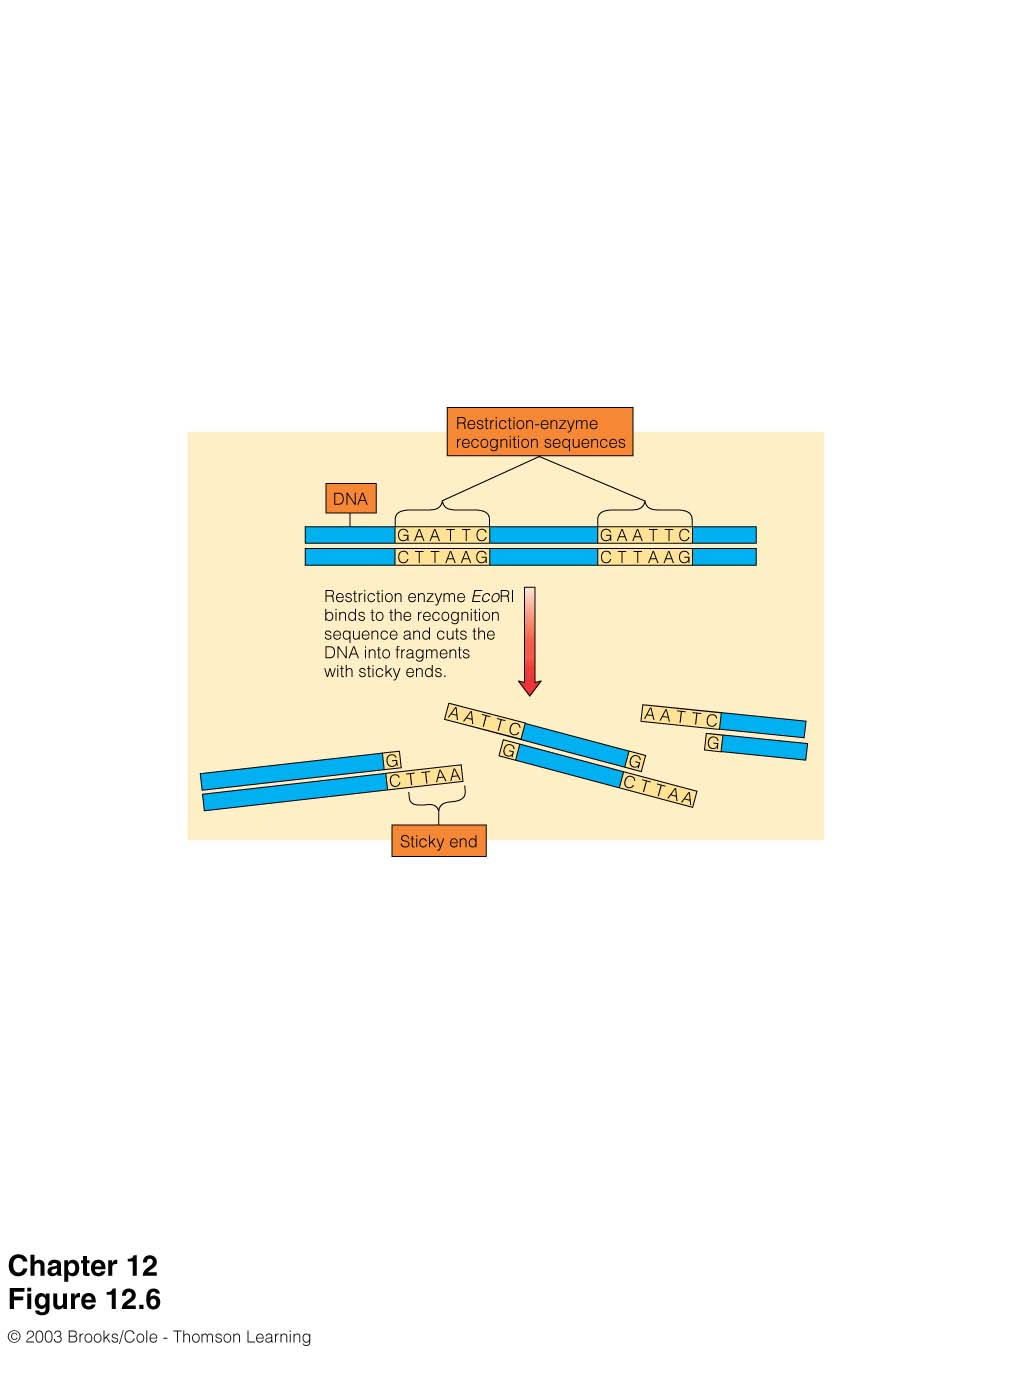 Restriction-enzyme
recognition sequences
DNA
GAATTC GAATTC
CTTAAG CTTAAG
Restriction enzyme EcoRI
binds to the recognition
sequence and cuts the
DNA into fragments
with sticky ends.
G
CTTAA
AATTC G
G CTTAA
AATTC
G
Sticky end
Chapter 12
Figure 12.6
© 2003 Brooks/Cole - Thomson Learning